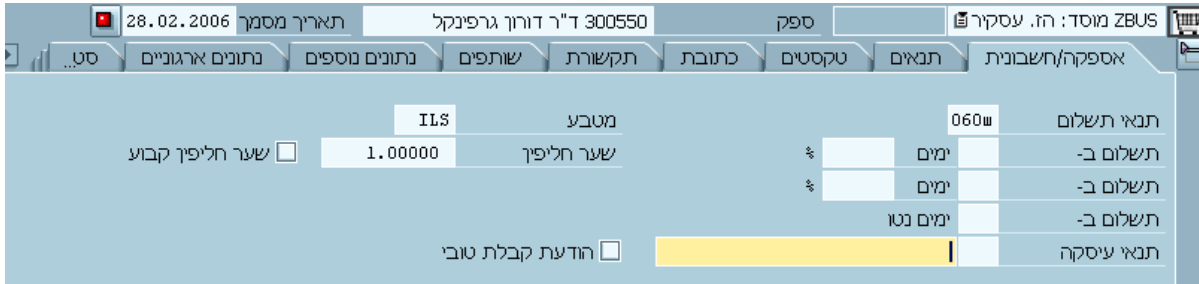 ZBUS מוסד: הז. עסקיר ספק 300550 ד"ר דורון גרפינקל תאריך מסמך 28.02.2006
אספקה/חשבונית תנאים טקסטים כתובת תקשורת שותפים נתונים נוספים נתונים ארגוניים סט...
תנאי תשלום ש060 מטבע ILS
תשלום ב- ימים % שער חליפין 1.00000 שער חליפין קבוע
תשלום ב- ימים %
תשלום ב- ימים נטו
תנאי עיסקה הודעת קבלת טובי